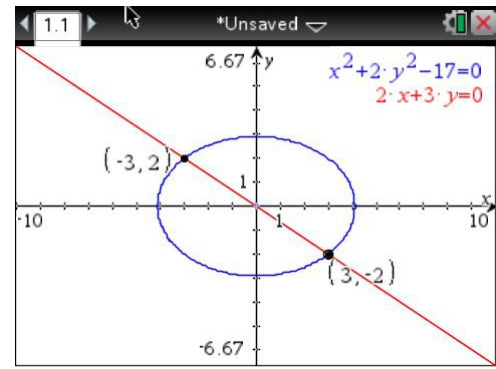 1.1 *Unsaved
6.67 y x²+2·y²−17=0
2·x+3·y=0
(-3,2)
1
x
-10 1 10
(3,-2)
-6.67